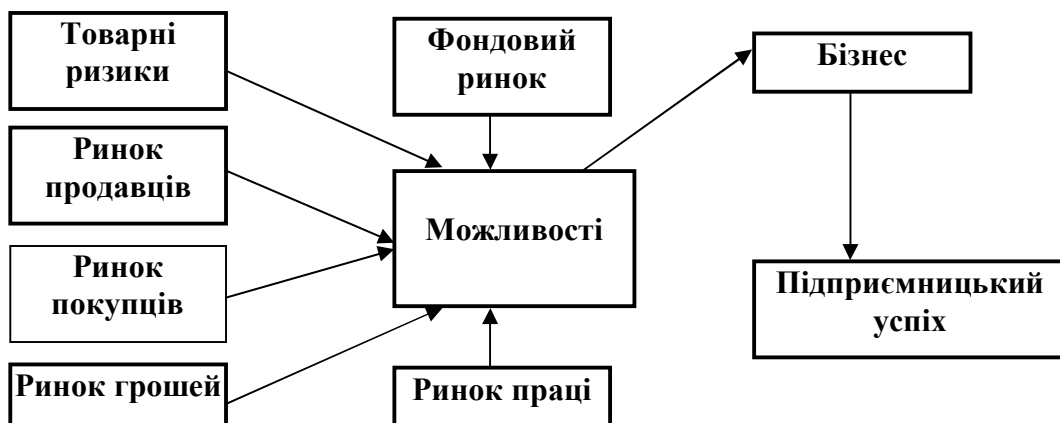 Товарні
ризики
Фондовий
ринок
Бізнес
Ринок
продавців
Можливості
Ринок
покупців
Підприємницький
успіх
Ринок грошей
Ринок праці